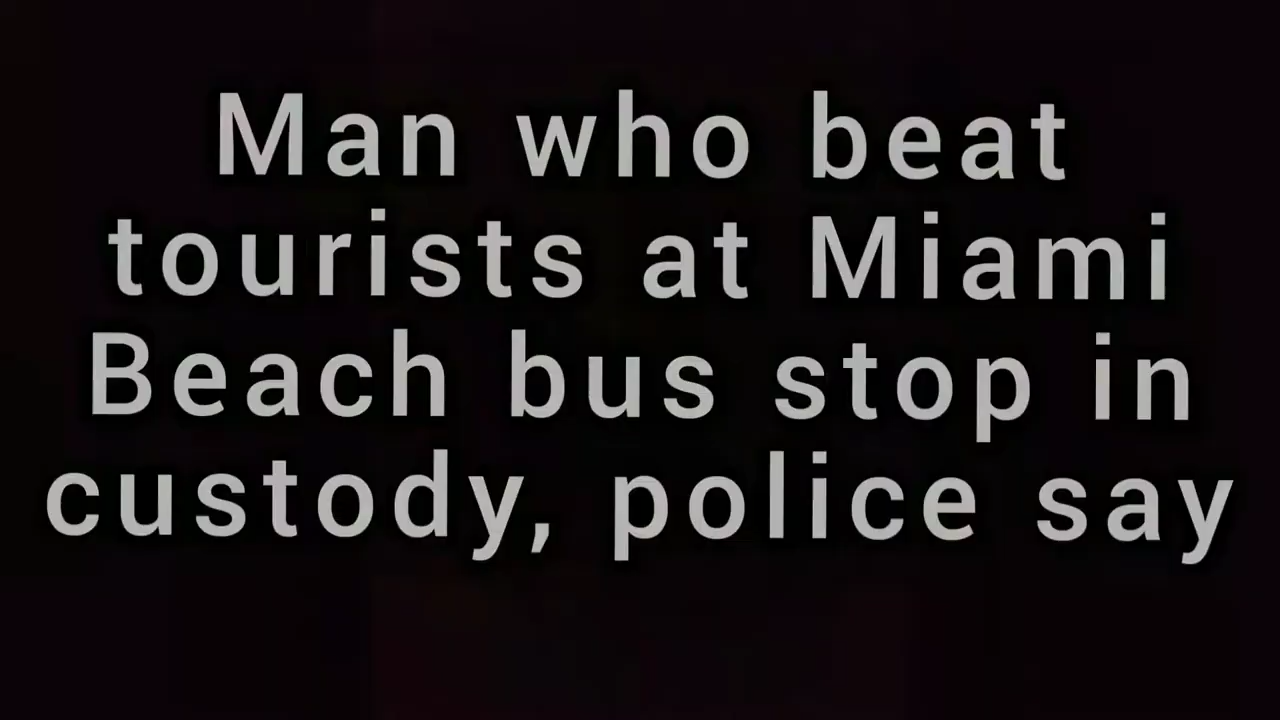 Man who beat
tourists at Miami
Beach bus stop in
custody, police say